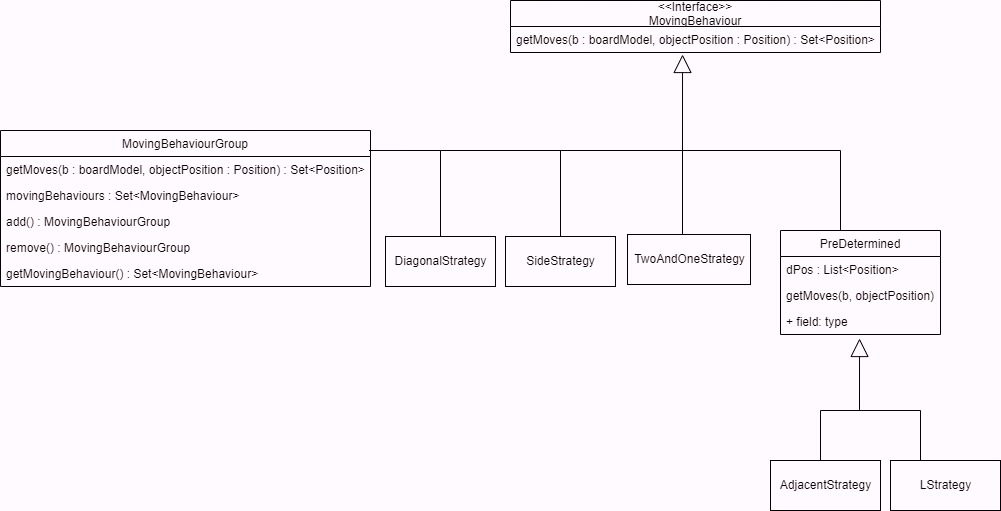 <<Interface>>
MovingBehaviour
getMoves(b : boardModel, objectPosition : Position) : Set<Position>
MovingBehaviourGroup
getMoves(b : boardModel, objectPosition : Position) : Set<Position>
movingBehaviours : Set<MovingBehaviour>
add() : MovingBehaviourGroup
remove() : MovingBehaviourGroup
getMovingBehaviour() : Set<MovingBehaviour>
DiagonalStrategy
SideStrategy
TwoAndOneStrategy
PreDetermined
dPos : List<Position>
getMoves(b, objectPosition)
+ field: type
AdjacentStrategy
LStrategy